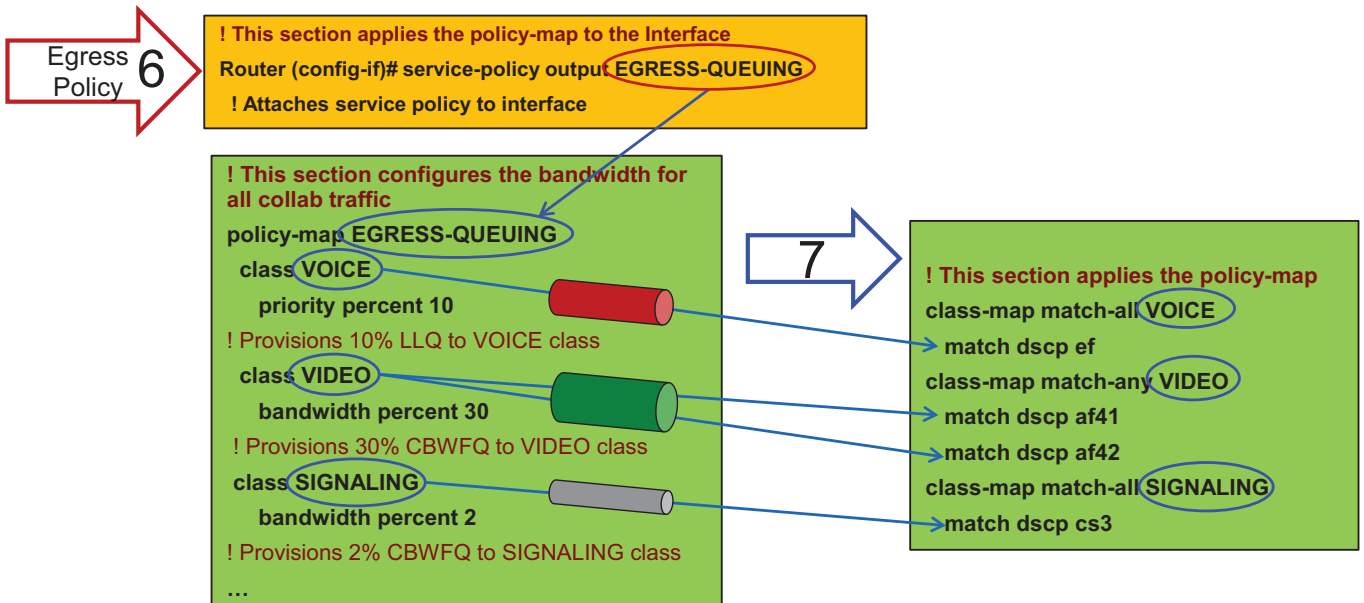 Egress
Policy
6
! This section applies the policy-map to the Interface
Router (config-if)# service-policy output EGRESS-QUEUING
! Attaches service policy to interface
! This section configures the bandwidth for
all collab traffic
policy-map EGRESS-QUEUING
class VOICE
priority percent 10
! Provisions 10% LLQ to VOICE class
class VIDEO
bandwidth percent 30
! Provisions 30% CBWFQ to VIDEO class
class SIGNALING
bandwidth percent 2
! Provisions 2% CBWFQ to SIGNALING class
...
7
! This section applies the policy-map
class-map match-all VOICE
match dscp ef
class-map match-any VIDEO
match dscp af41
match dscp af42
class-map match-all SIGNALING
match dscp cs3